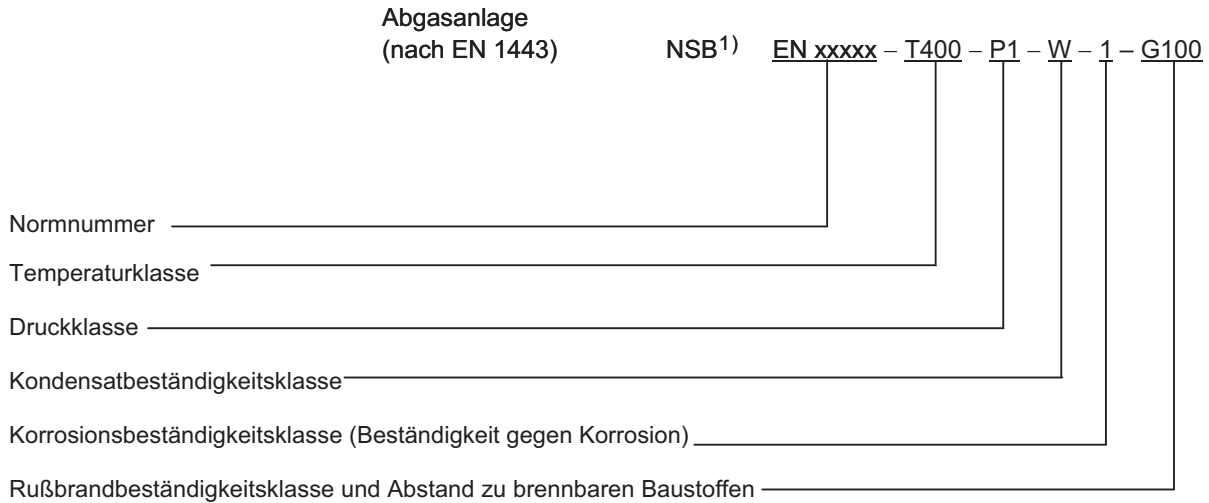 Abgasanlage
(nach EN 1443) NSB1) EN xxxxx – T400 – P1 – W – 1 – G100
Normnummer
Temperaturklasse
Druckklasse
Kondensatbeständigkeitsklasse
Korrosionsbeständigkeitsklasse (Beständigkeit gegen Korrosion)
Rußbrandbeständigkeitsklasse und Abstand zu brennbaren Baustoffen